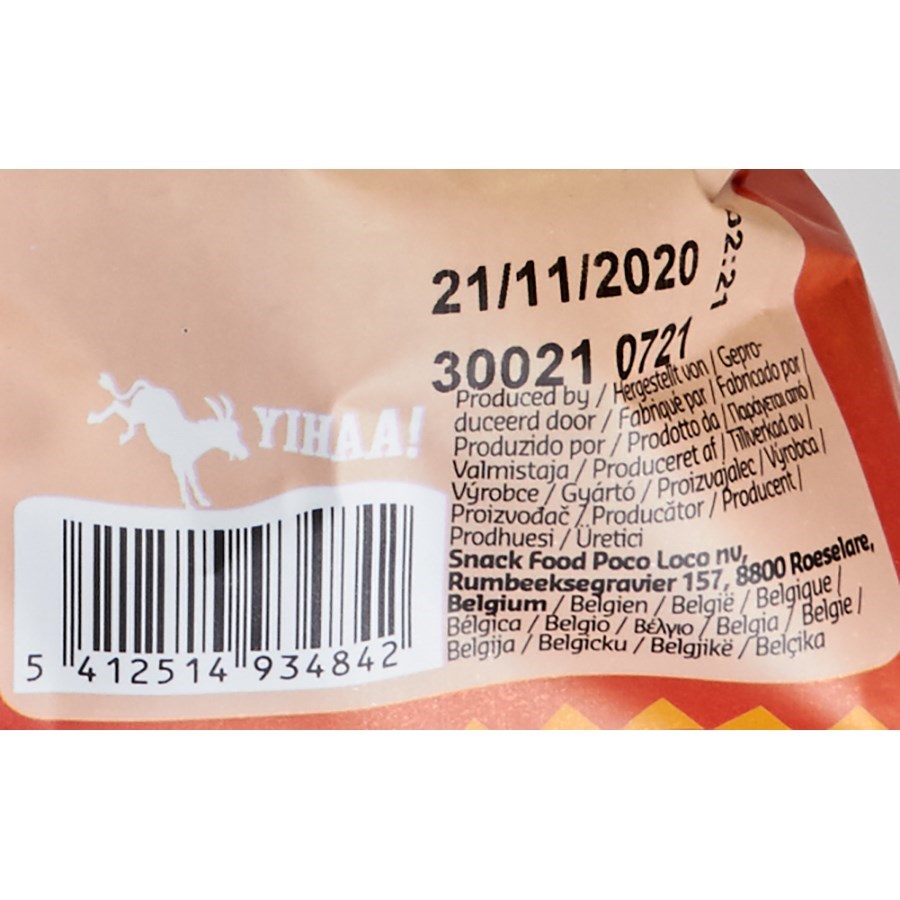 21/11/2020
02:21
30021 0721
YIHAA!
Produced by / Hergestellt von / Gepro-
duceerd door / Fabriqué par / Fabricado por /
Produzido por / Prodotto da / Παράγεται από /
Valmistaja / Produceret af / Tillverkad av /
Výrobce / Gyártó / Proizvajalec / Výrobca /
Proizvođač / Producător / Producent /
Prodhuesi / Üretici
Snack Food Poco Loco nv,
Rumbeeksegravier 157, 8800 Roeselare,
Belgium / Belgien / België / Belgique /
Bélgica / Belgio / Βέλγιο / Belgia / Belgie /
Belgija / Belgicku / Belgjikë / Belçika
5 412514 934842